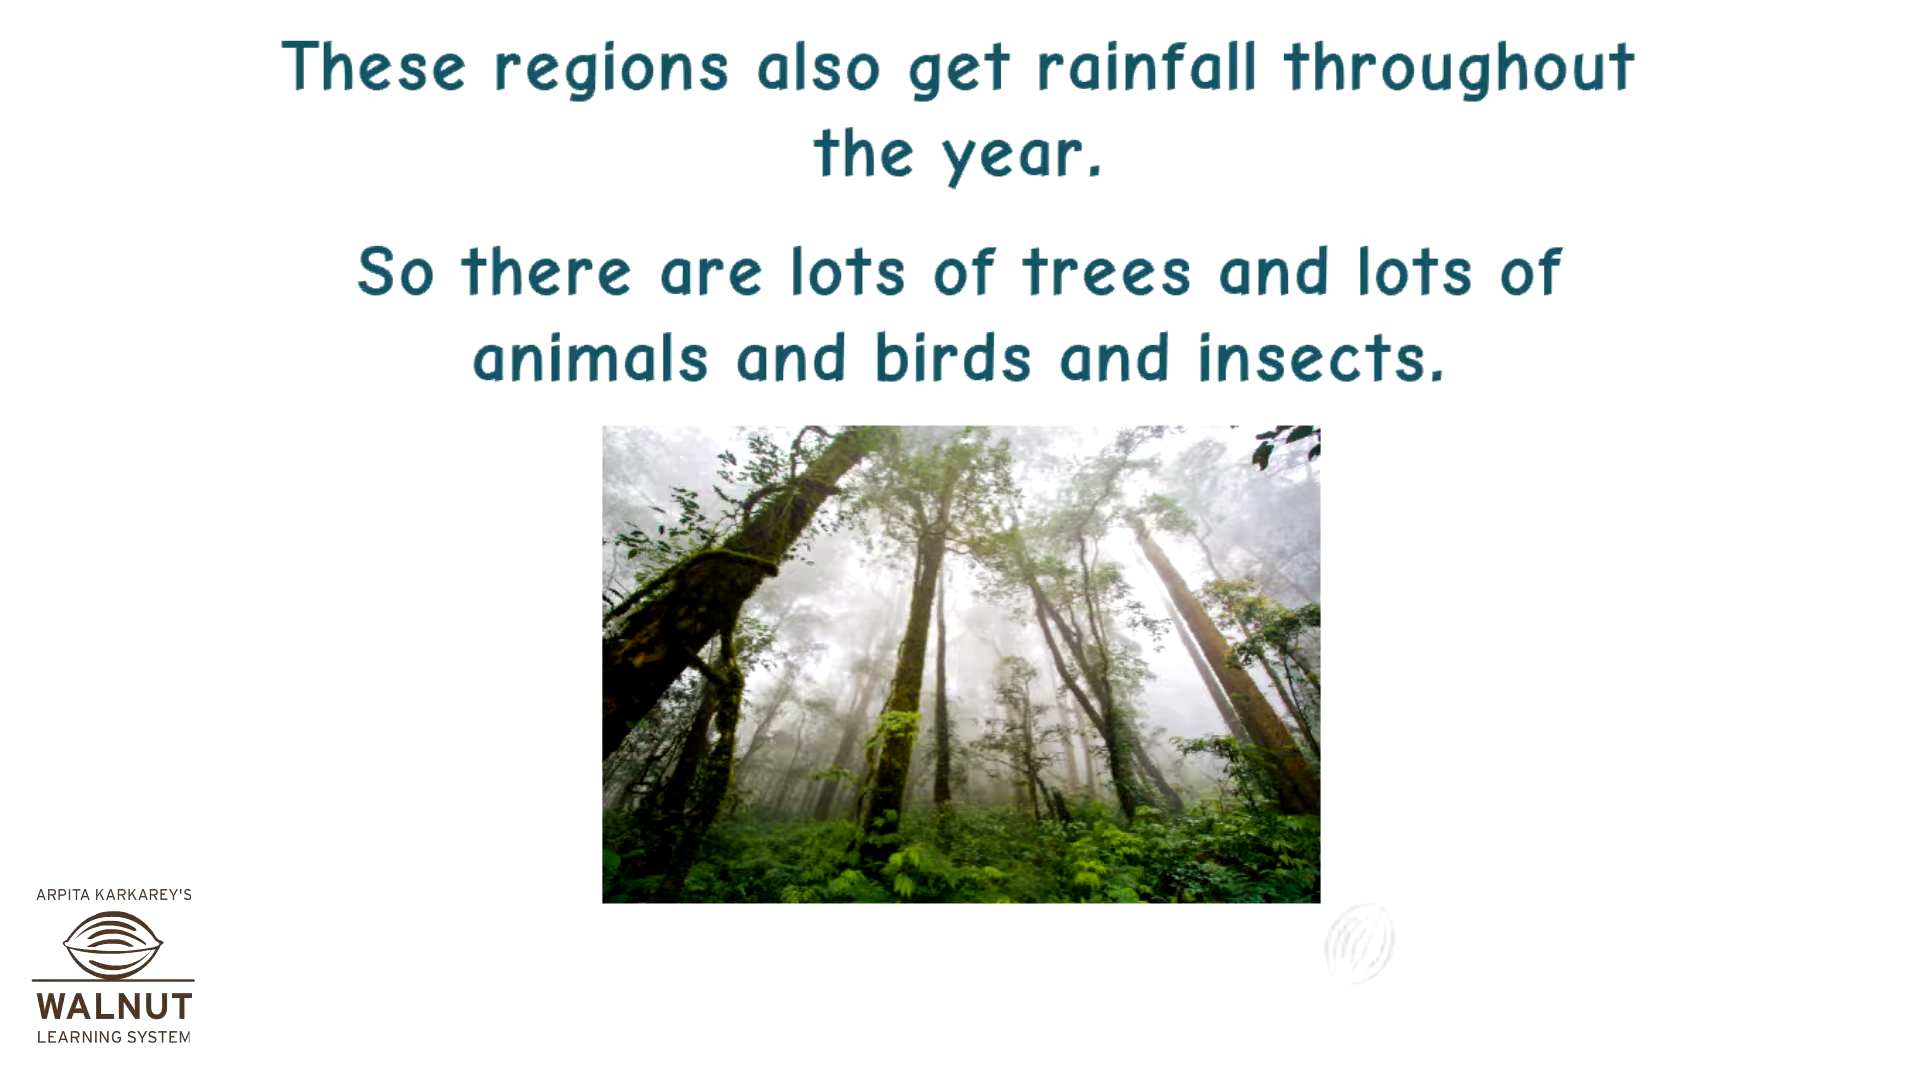 These regions also get rainfall throughout
the year.
So there are lots of trees and lots of
animals and birds and insects.
ARPITA KARKAREY'S
WALNUT
LEARNING SYSTEM